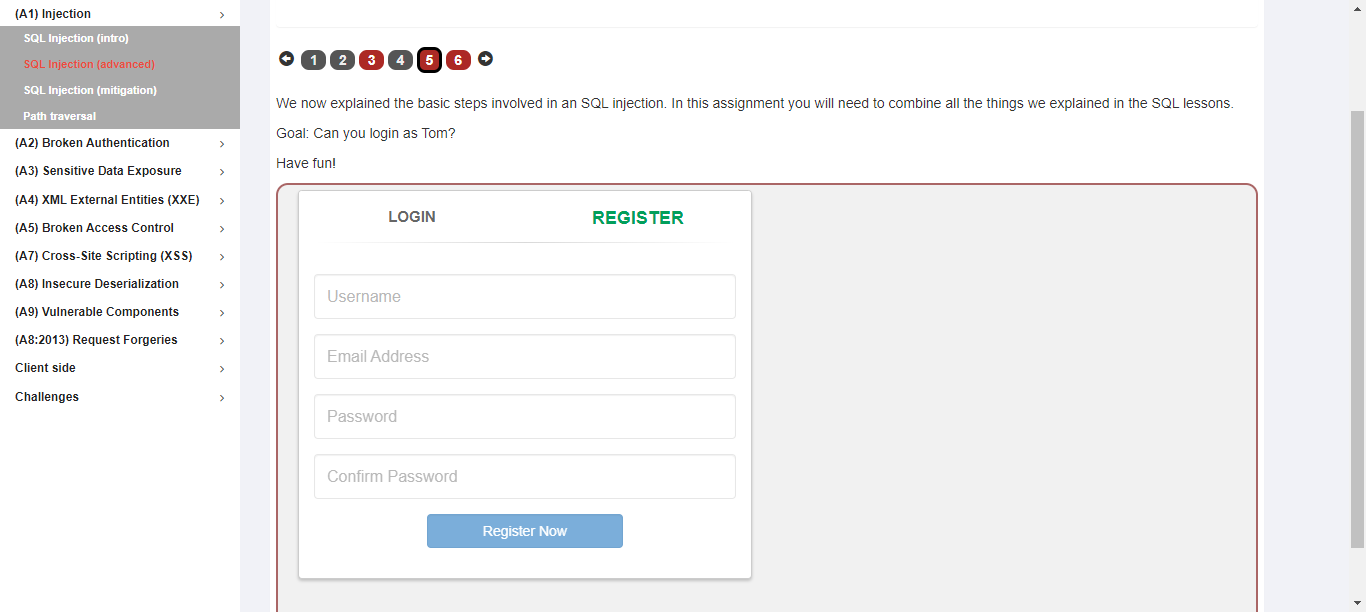 (A1) Injection
SQL Injection (intro)
SQL Injection (advanced)
SQL Injection (mitigation)
Path traversal
(A2) Broken Authentication
(A3) Sensitive Data Exposure
(A4) XML External Entities (XXE)
(A5) Broken Access Control
(A7) Cross-Site Scripting (XSS)
(A8) Insecure Deserialization
(A9) Vulnerable Components
(A8:2013) Request Forgeries
Client side
Challenges
1 2 3 4 5 6
We now explained the basic steps involved in an SQL injection. In this assignment you will need to combine all the things we explained in the SQL lessons.
Goal: Can you login as Tom?
Have fun!
LOGIN REGISTER
Username
Email Address
Password
Confirm Password
Register Now